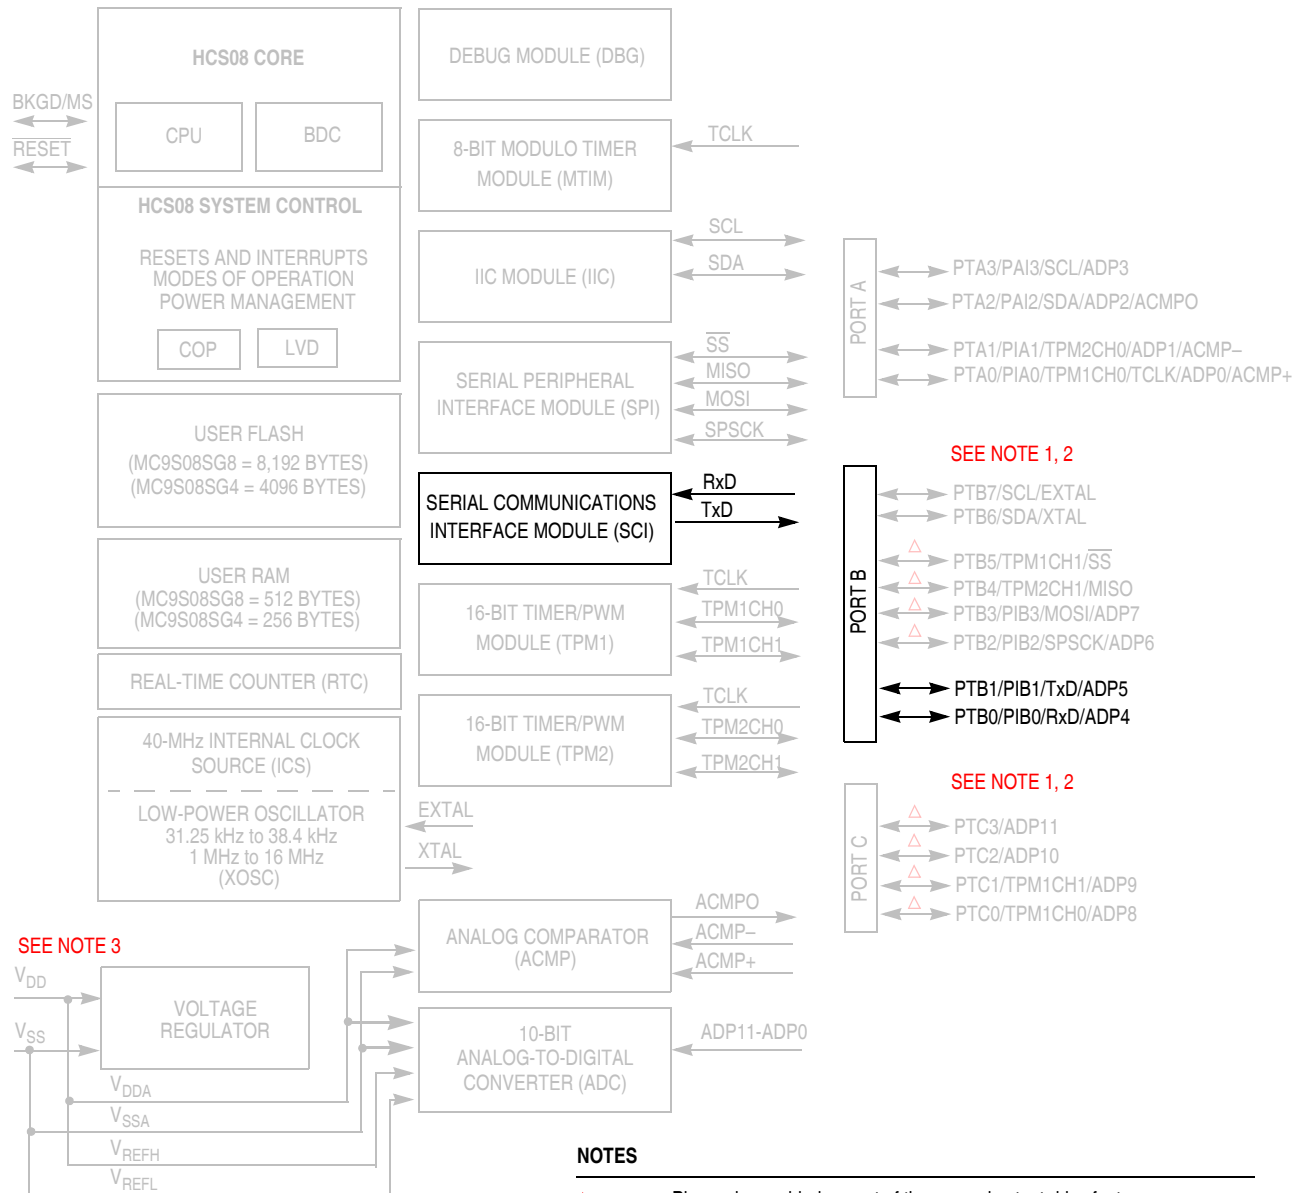 HCS08 CORE
BKGD/MS
RESET
CPU
BDC
HCS08 SYSTEM CONTROL
RESETS AND INTERRUPTS
MODES OF OPERATION
POWER MANAGEMENT
COP
LVD
USER FLASH
(MC9S08SG8 = 8,192 BYTES)
(MC9S08SG4 = 4096 BYTES)
USER RAM
(MC9S08SG8 = 512 BYTES)
(MC9S08SG4 = 256 BYTES)
REAL-TIME COUNTER (RTC)
40-MHz INTERNAL CLOCK
SOURCE (ICS)
LOW-POWER OSCILLATOR
31.25 kHz to 38.4 kHz
1 MHz to 16 MHz
(XOSC)
EXTAL
XTAL
SEE NOTE 3
VDD
VSS
VOLTAGE
REGULATOR
VDDA
VSSA
VREFH
VREFL
DEBUG MODULE (DBG)
8-BIT MODULO TIMER
MODULE (MTIM)
TCLK
IIC MODULE (IIC)
SCL
SDA
SERIAL PERIPHERAL
INTERFACE MODULE (SPI)
SS
MISO
MOSI
SPSCK
SERIAL COMMUNICATIONS
INTERFACE MODULE (SCI)
RxD
TxD
16-BIT TIMER/PWM
MODULE (TPM1)
TCLK
TPM1CH0
TPM1CH1
16-BIT TIMER/PWM
MODULE (TPM2)
TCLK
TPM2CH0
TPM2CH1
ANALOG COMPARATOR
(ACMP)
ACMPO
ACMP–
ACMP+
10-BIT
ANALOG-TO-DIGITAL
CONVERTER (ADC)
ADP11-ADP0
PORT A
PTA3/PAI3/SCL/ADP3
PTA2/PAI2/SDA/ADP2/ACMPO
PTA1/PIA1/TPM2CH0/ADP1/ACMP–
PTA0/PIA0/TPM1CH0/TCLK/ADP0/ACMP+
SEE NOTE 1, 2
PORT B
PTB7/SCL/EXTAL
PTB6/SDA/XTAL
PTB5/TPM1CH1/SS
PTB4/TPM2CH1/MISO
PTB3/PIB3/MOSI/ADP7
PTB2/PIB2/SPSCK/ADP6
PTB1/PIB1/TxD/ADP5
PTB0/PIB0/RxD/ADP4
SEE NOTE 1, 2
PORT C
PTC3/ADP11
PTC2/ADP10
PTC1/TPM1CH1/ADP9
PTC0/TPM1CH0/ADP8
NOTES